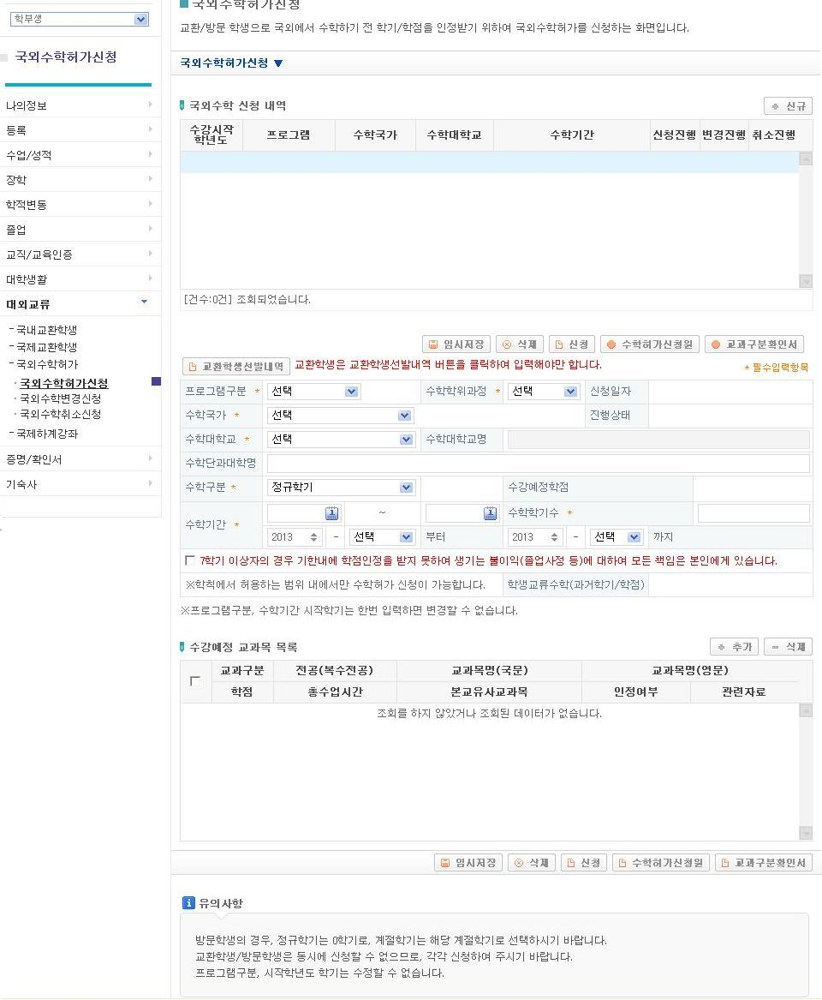 국외수학허가신청
학부생
교환/방문 학생으로 국외에서 수학하기 전 학기/학점을 인정받기 위하여 국외수학허가를 신청하는 화면입니다.
국외수학허가신청
국외수학허가신청 ▼
나의정보
등록
수업/성적
장학
학적변동
졸업
교직/교육인증
대학생활
대외교류
- 국내교환학생
- 국제교환학생
- 국외수학허가
· 국외수학허가신청
· 국외수학변경신청
· 국외수학취소신청
- 국제하계강좌
증명/확인서
기숙사
국외수학 신청 내역
신규
수강시작 학년도 프로그램 수학국가 수학대학교 수학기간 신청진행 변경진행 취소진행
[건수:0건] 조회되었습니다.
임시저장 삭제 신청 수학허가신청원 교과구분확인서
교환학생선발내역 교환학생은 교환학생선발내역 버튼을 클릭하여 입력해야만 합니다. * 필수입력항목
프로그램구분 * 선택 수학학위과정 * 선택 신청일자
수학국가 * 선택 진행상태
수학대학교 * 선택 수학대학교명
수학단과대학명
수학구분 * 정규학기 수강예정학점
수학기간 * ~ 수학학기수 *
2013 - 선택 부터 2013 - 선택 까지
7학기 이상자의 경우 기한내에 학점인정을 받지 못하여 생기는 불이익(졸업사정 등)에 대하여 모든 책임은 본인에게 있습니다.
※학칙에서 허용하는 범위 내에서만 수학허가 신청이 가능합니다. 학생교류수학(과거학기/학점)
※프로그램구분, 수학기간 시작학기는 한번 입력하면 변경할 수 없습니다.
수강예정 교과목 목록
추가 삭제
교과구분 전공(복수전공) 교과목명(국문) 교과목명(영문)
학점 총수업시간 본교유사교과목 인정여부 관련자료
조회를 하지 않았거나 조회된 데이터가 없습니다.
임시저장 삭제 신청 수학허가신청원 교과구분확인서
유의사항
방문학생의 경우, 정규학기는 0학기로, 계절학기는 해당 계절학기로 선택하시기 바랍니다.
교환학생/방문학생은 동시에 신청할 수 없으므로, 각각 신청하여 주시기 바랍니다.
프로그램구분, 시작학년도 학기는 수정할 수 없습니다.